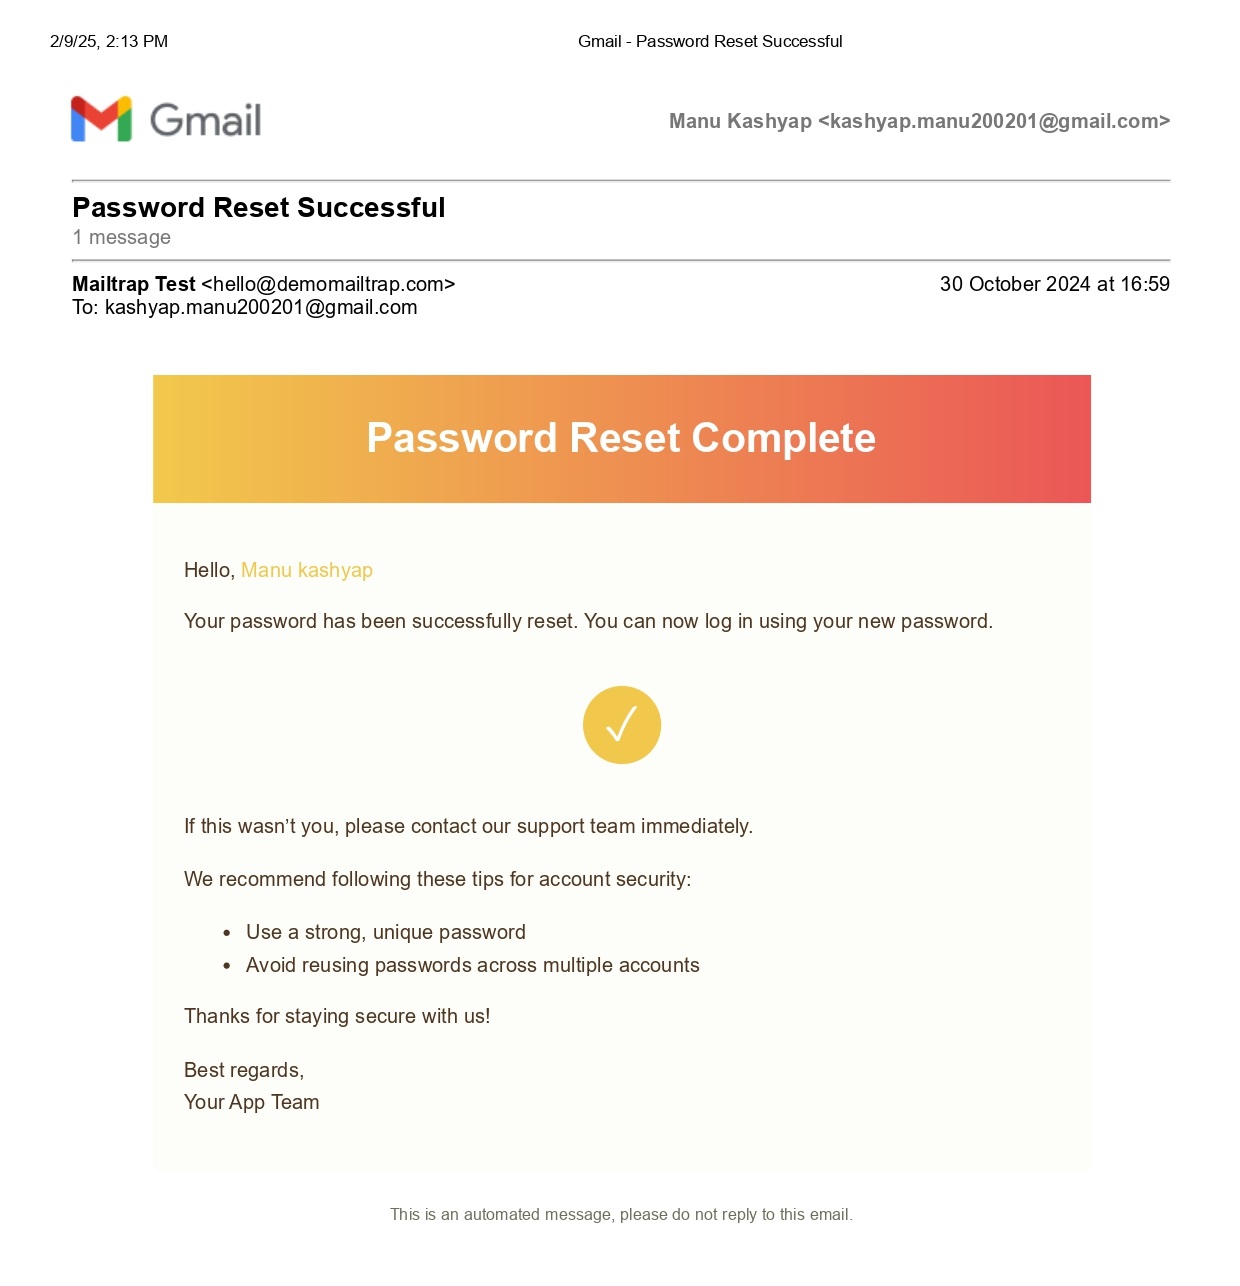 2/9/25, 2:13 PM
Gmail - Password Reset Successful
Gmail
Manu Kashyap <kashyap.manu200201@gmail.com>
Password Reset Successful
1 message
Mailtrap Test <hello@demomailtrap.com>
30 October 2024 at 16:59
To: kashyap.manu200201@gmail.com
Password Reset Complete
Hello, Manu kashyap
Your password has been successfully reset. You can now log in using your new password.
✓
If this wasn’t you, please contact our support team immediately.
We recommend following these tips for account security:
• Use a strong, unique password
• Avoid reusing passwords across multiple accounts
Thanks for staying secure with us!
Best regards,
Your App Team
This is an automated message, please do not reply to this email.